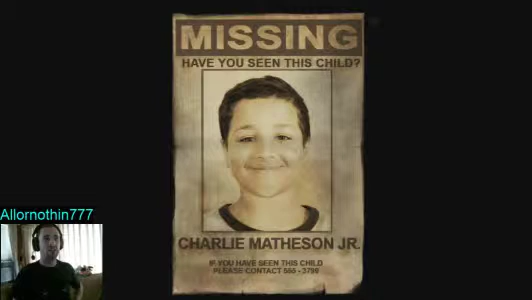 MISSING
HAVE YOU SEEN THIS CHILD?
CHARLIE MATHESON JR.
IF YOU HAVE SEEN THIS CHILD
PLEASE CONTACT 555 - 3799
Allornothin777